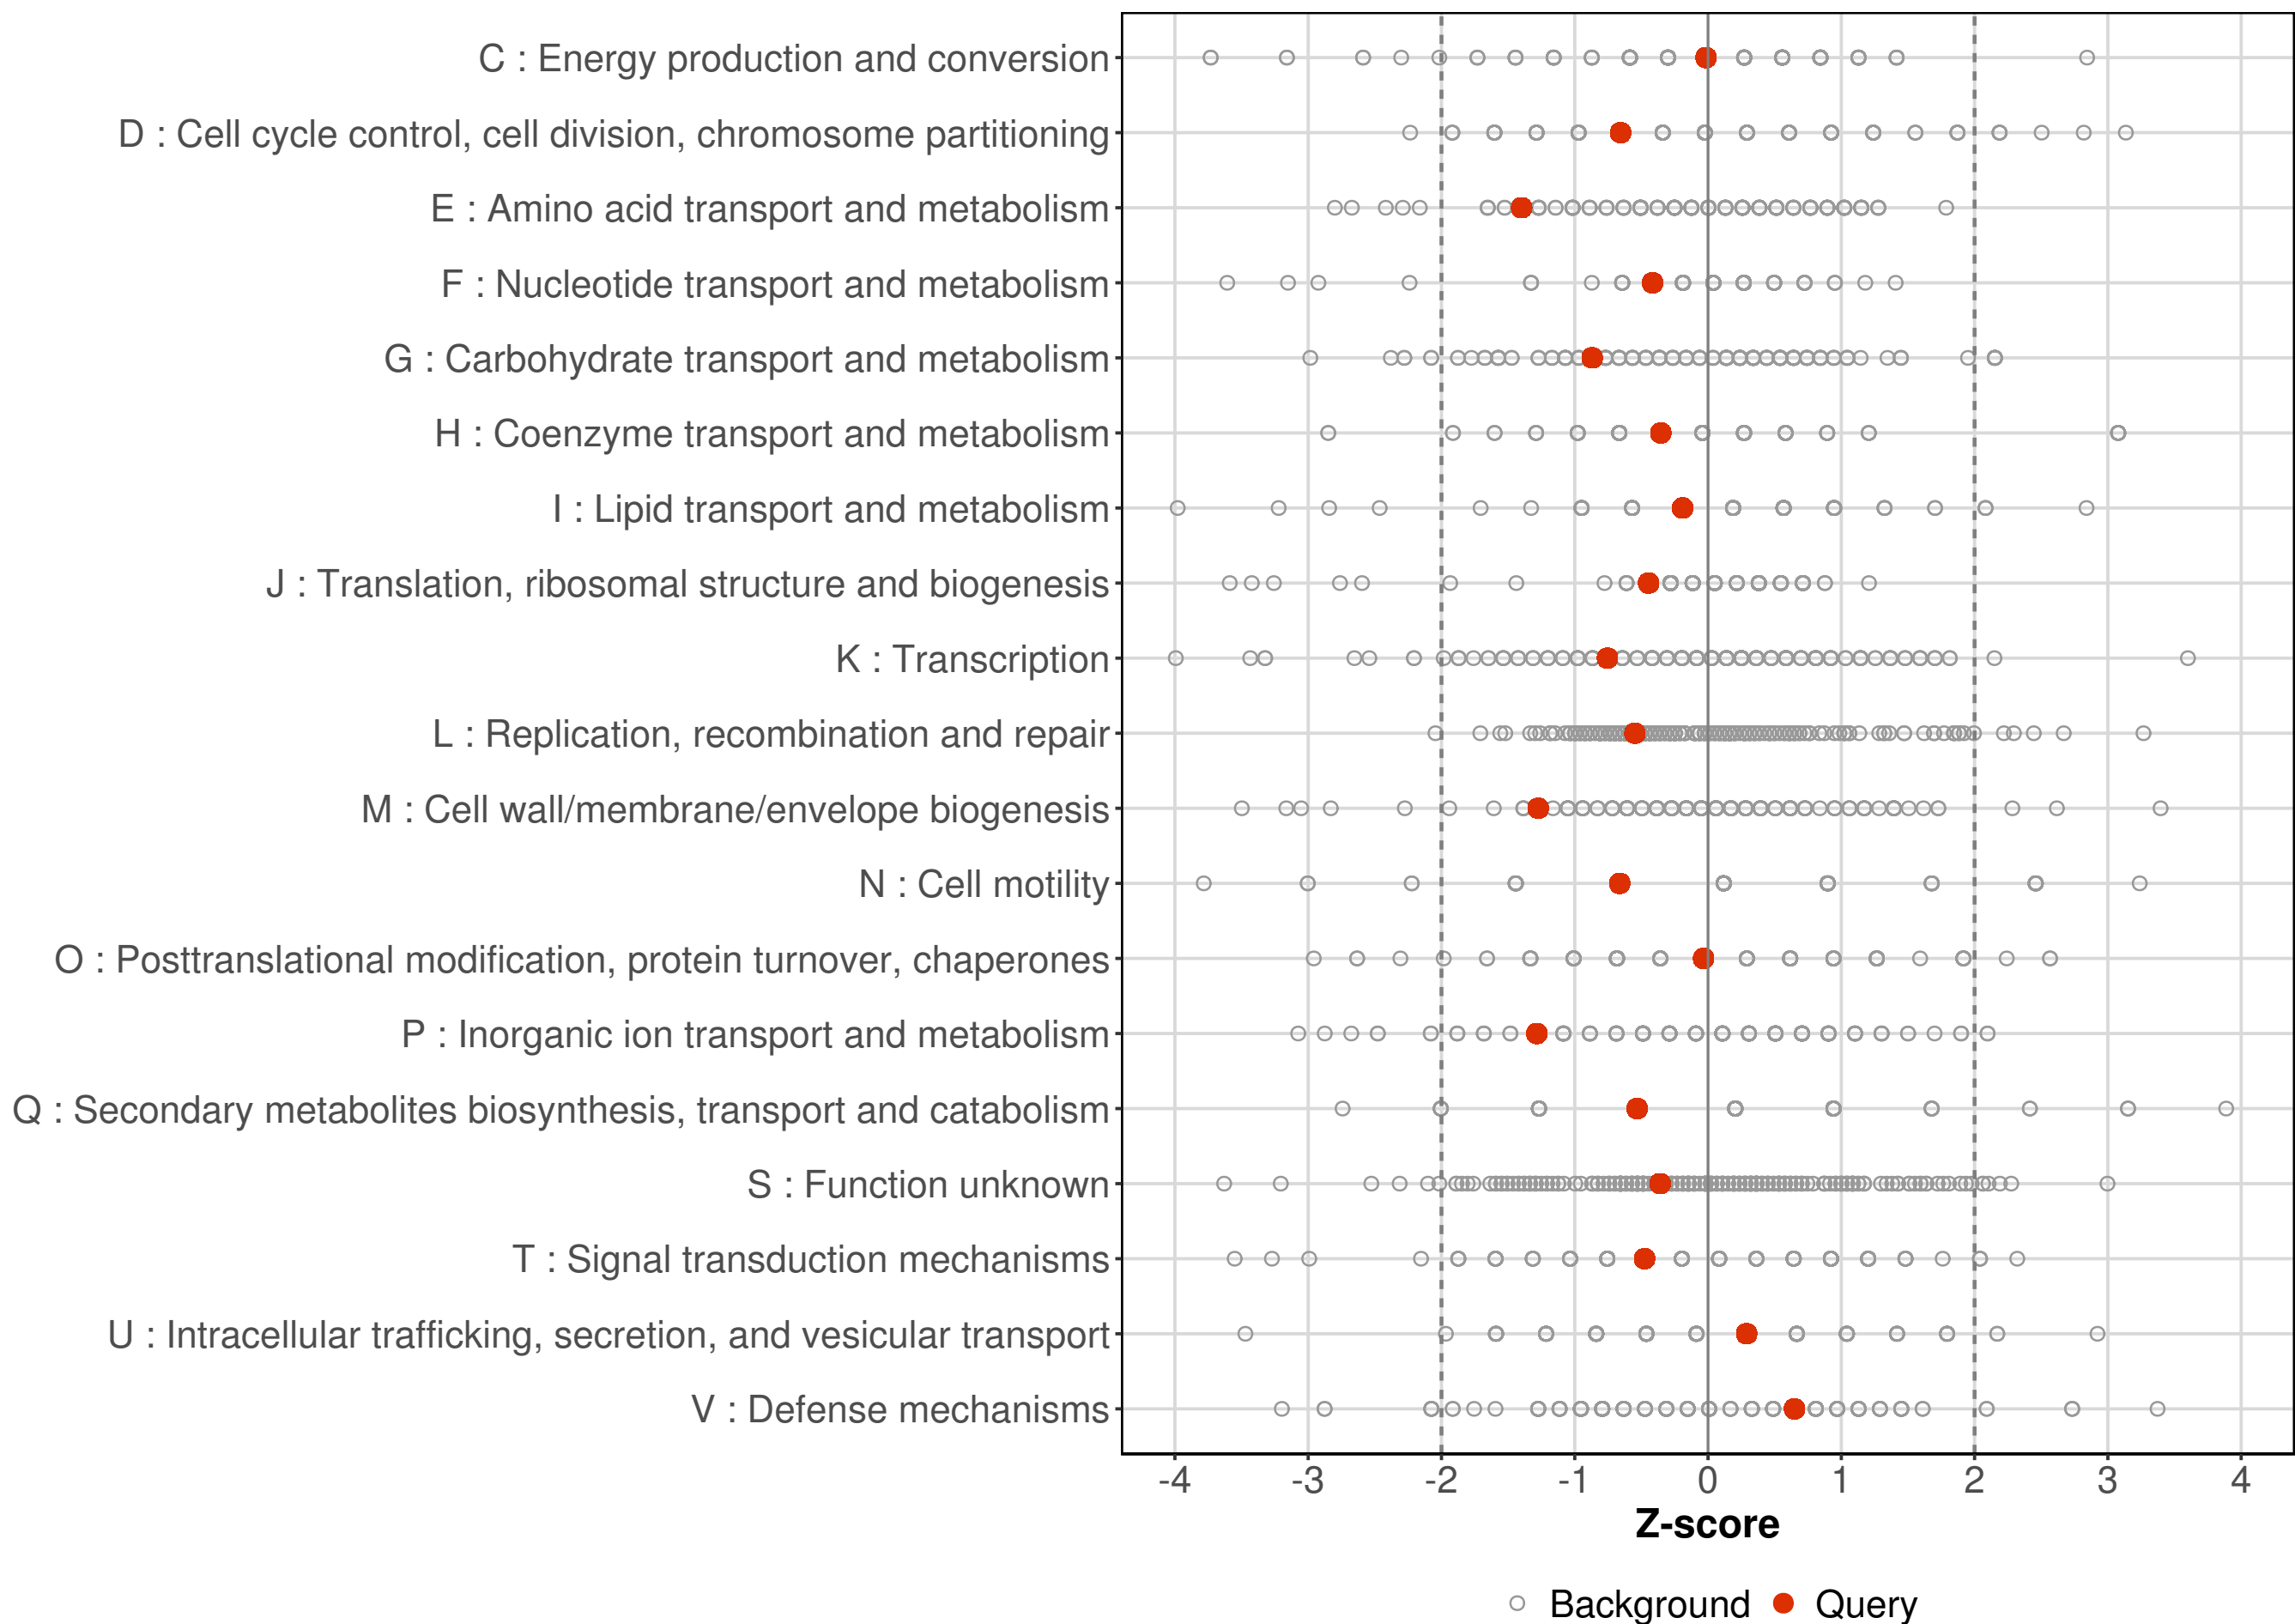 C : Energy production and conversion
D : Cell cycle control, cell division, chromosome partitioning
E : Amino acid transport and metabolism
F : Nucleotide transport and metabolism
G : Carbohydrate transport and metabolism
H : Coenzyme transport and metabolism
I : Lipid transport and metabolism
J : Translation, ribosomal structure and biogenesis
K : Transcription
L : Replication, recombination and repair
M : Cell wall/membrane/envelope biogenesis
N : Cell motility
O : Posttranslational modification, protein turnover, chaperones
P : Inorganic ion transport and metabolism
Q : Secondary metabolites biosynthesis, transport and catabolism
S : Function unknown
T : Signal transduction mechanisms
U : Intracellular trafficking, secretion, and vesicular transport
V : Defense mechanisms
-4 -3 -2 -1 0 1 2 3 4
Z-score
Background Query